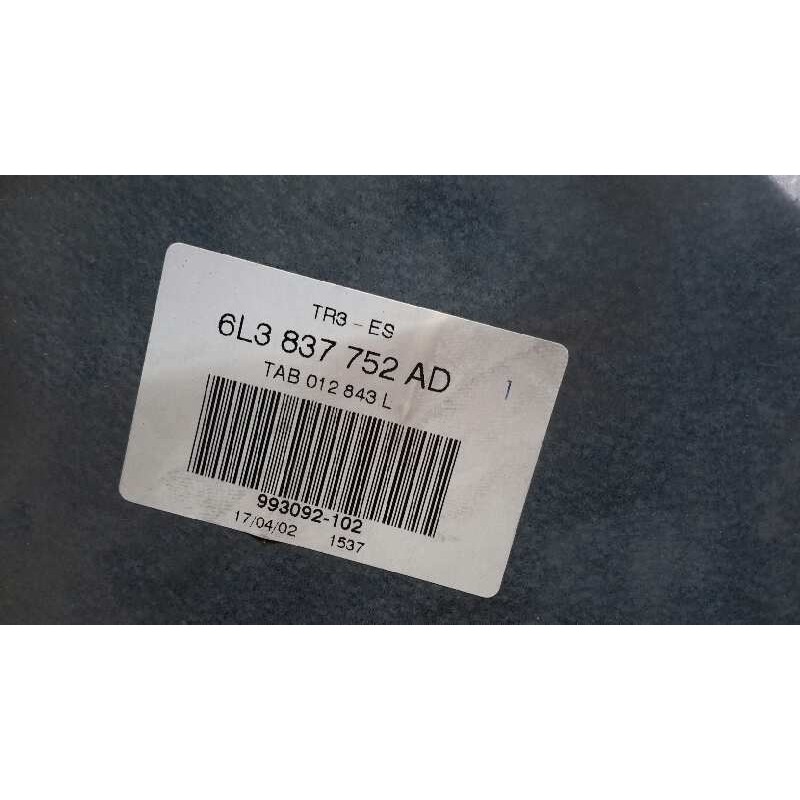 TR3 - ES
6L3 837 752 AD
1
TAB 012 843 L
993092-102
17/04/02 1537